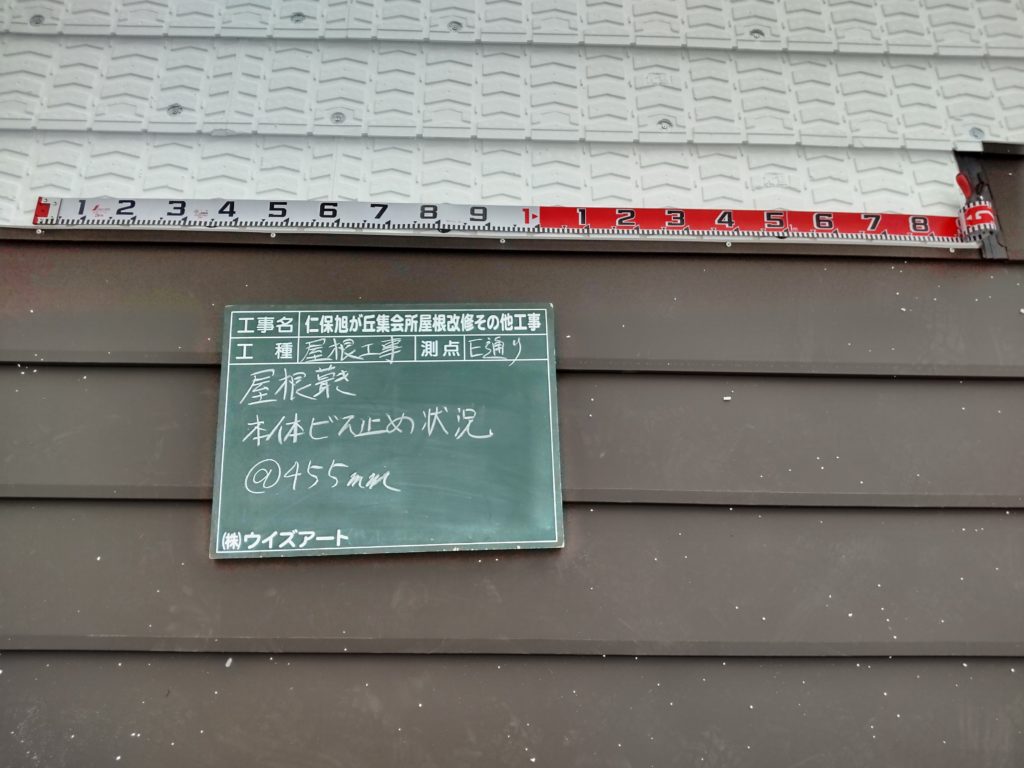 1 2 3 4 5 6 7 8 9 1 1 2 3 4 5 6 7 8
工事名 仁保旭が丘集会所屋根改修その他工事
工種 屋根工事 測点 E通り
屋根葺き
本体ビス止め状況
@455mm
㈱ウイズアート